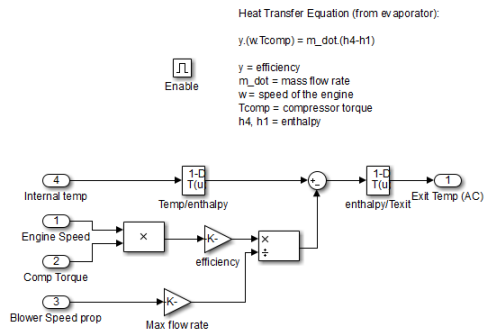 Heat Transfer Equation (from evaporator):
y.(w.Tcomp) = m_dot.(h4-h1)
y = efficiency
m_dot = mass flow rate
w = speed of the engine
Tcomp = compressor torque
h4, h1 = enthalpy
Enable
4
Internal temp
1-D
T(u
Temp/enthalpy
+
−
1-D
T(u
enthalpy/Texit
1
Exit Temp (AC)
1
Engine Speed
×
2
Comp Torque
K-
efficiency
×
÷
3
Blower Speed prop
K-
Max flow rate